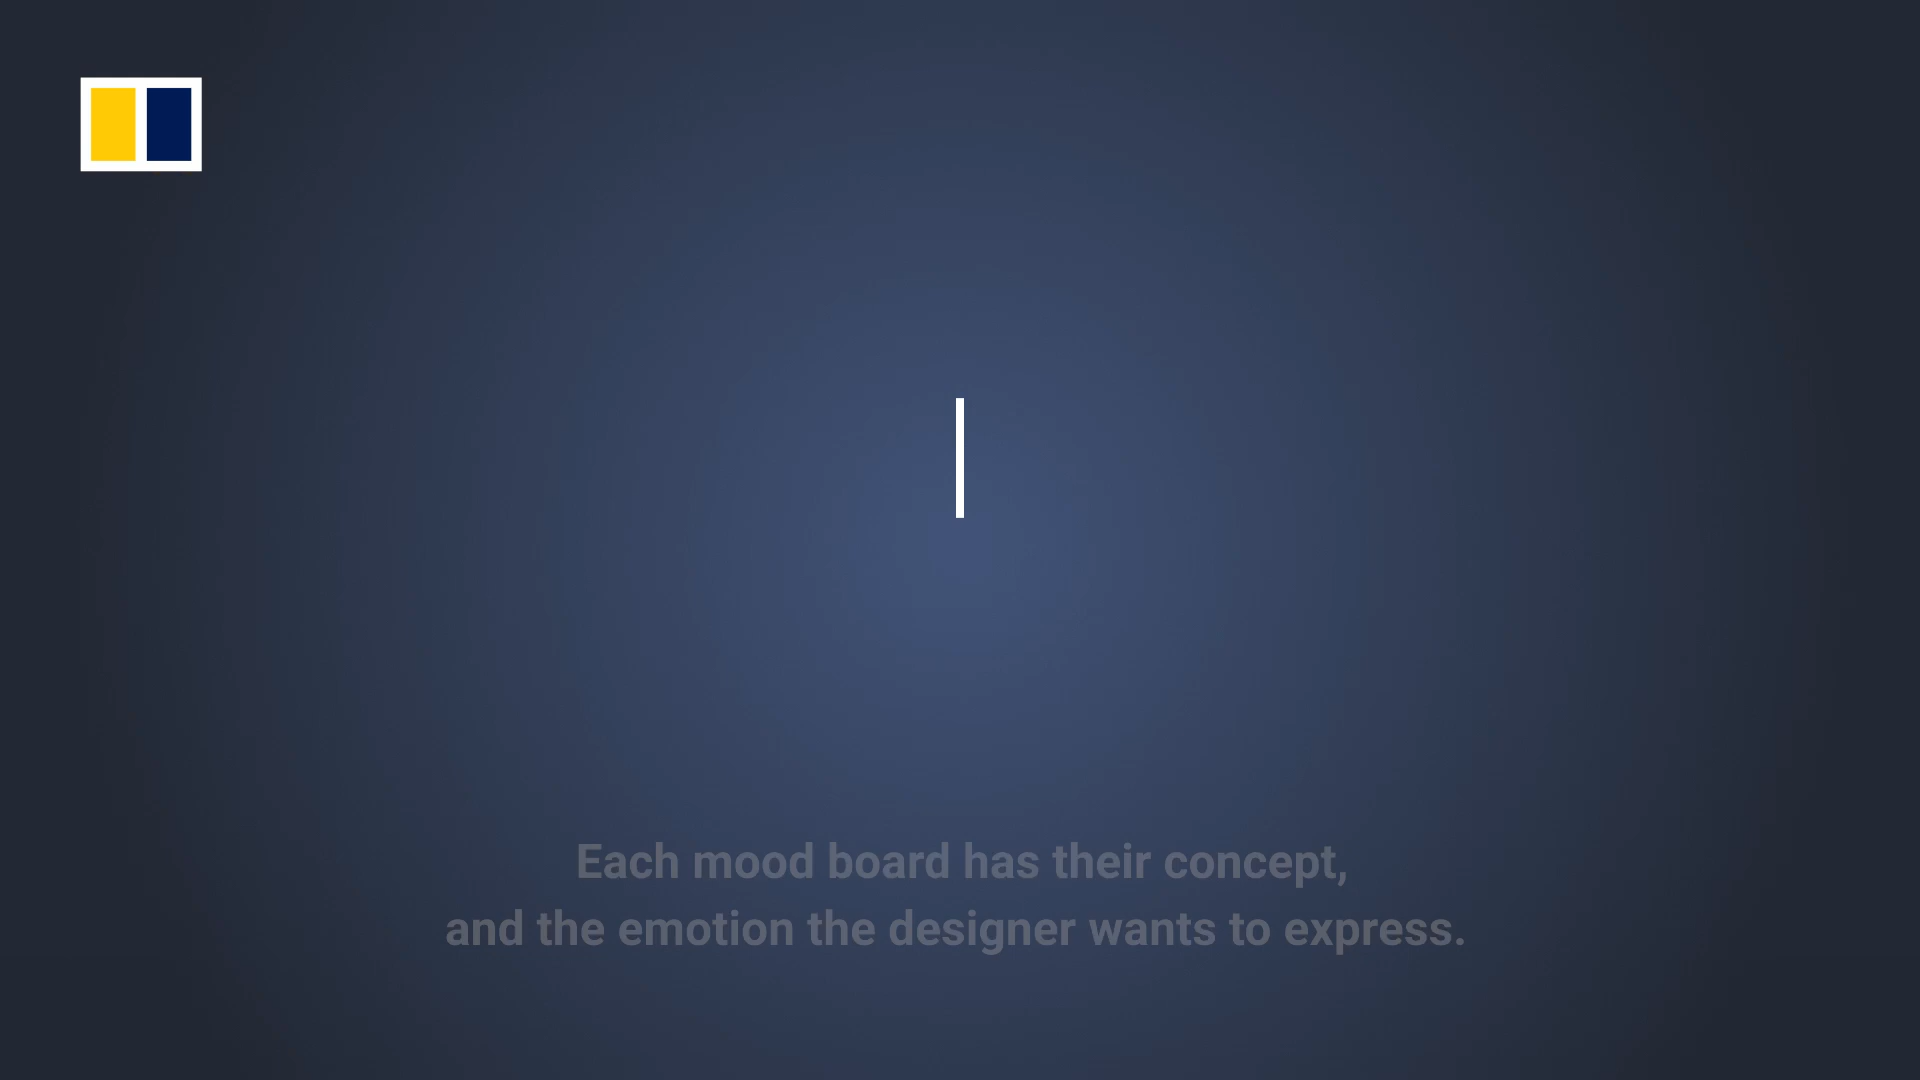 Each mood board has their concept,
and the emotion the designer wants to express.